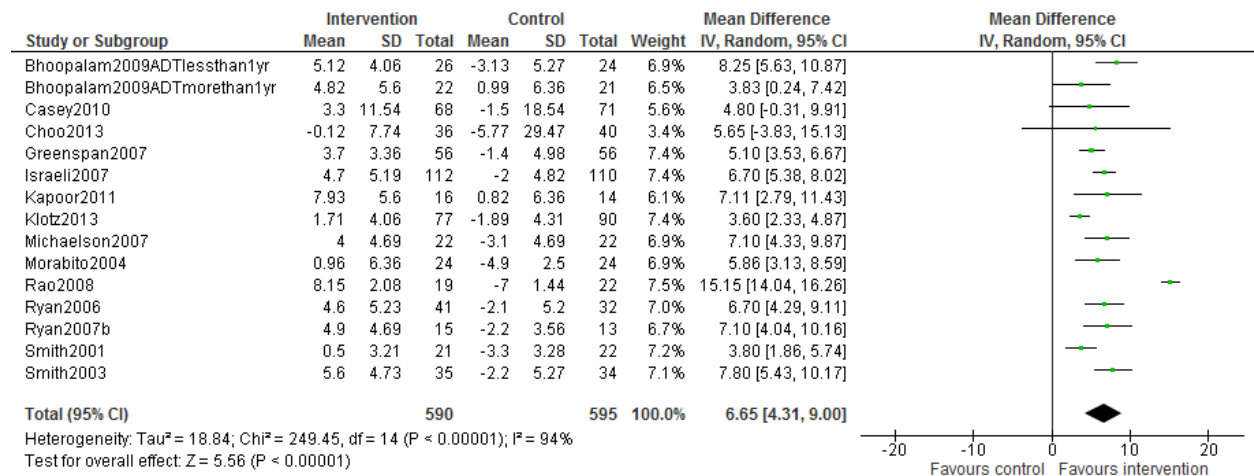 Intervention Control Mean Difference Mean Difference
Study or Subgroup Mean SD Total Mean SD Total Weight IV, Random, 95% CI IV, Random, 95% CI
Bhoopalam2009ADTlessthan1yr 5.12 4.06 26 -3.13 5.27 24 6.9% 8.25 [5.63, 10.87]
Bhoopalam2009ADTmorethan1yr 4.82 5.6 22 0.99 6.36 21 6.5% 3.83 [0.24, 7.42]
Casey2010 3.3 11.54 68 -1.5 18.54 71 5.6% 4.80 [-0.31, 9.91]
Choo2013 -0.12 7.74 36 -5.77 29.47 40 3.4% 5.65 [-3.83, 15.13]
Greenspan2007 3.7 3.36 56 -1.4 4.98 56 7.4% 5.10 [3.53, 6.67]
Israeli2007 4.7 5.19 112 -2 4.82 110 7.4% 6.70 [5.38, 8.02]
Kapoor2011 7.93 5.6 16 0.82 6.36 14 6.1% 7.11 [2.79, 11.43]
Klotz2013 1.71 4.06 77 -1.89 4.31 90 7.4% 3.60 [2.33, 4.87]
Michaelson2007 4 4.69 22 -3.1 4.69 22 6.9% 7.10 [4.33, 9.87]
Morabito2004 0.96 6.36 24 -4.9 2.5 24 6.9% 5.86 [3.13, 8.59]
Rao2008 8.15 2.08 19 -7 1.44 22 7.5% 15.15 [14.04, 16.26]
Ryan2006 4.6 5.23 41 -2.1 5.2 32 7.0% 6.70 [4.29, 9.11]
Ryan2007b 4.9 4.69 15 -2.2 3.56 13 6.7% 7.10 [4.04, 10.16]
Smith2001 0.5 3.21 21 -3.3 3.28 22 7.2% 3.80 [1.86, 5.74]
Smith2003 5.6 4.73 35 -2.2 5.27 34 7.1% 7.80 [5.43, 10.17]
Total (95% CI) 590 595 100.0% 6.65 [4.31, 9.00]
Heterogeneity: Tau² = 18.84; Chi² = 249.45, df = 14 (P < 0.00001); I² = 94%
Test for overall effect: Z = 5.56 (P < 0.00001)
-20 -10 0 10 20
Favours control Favours intervention